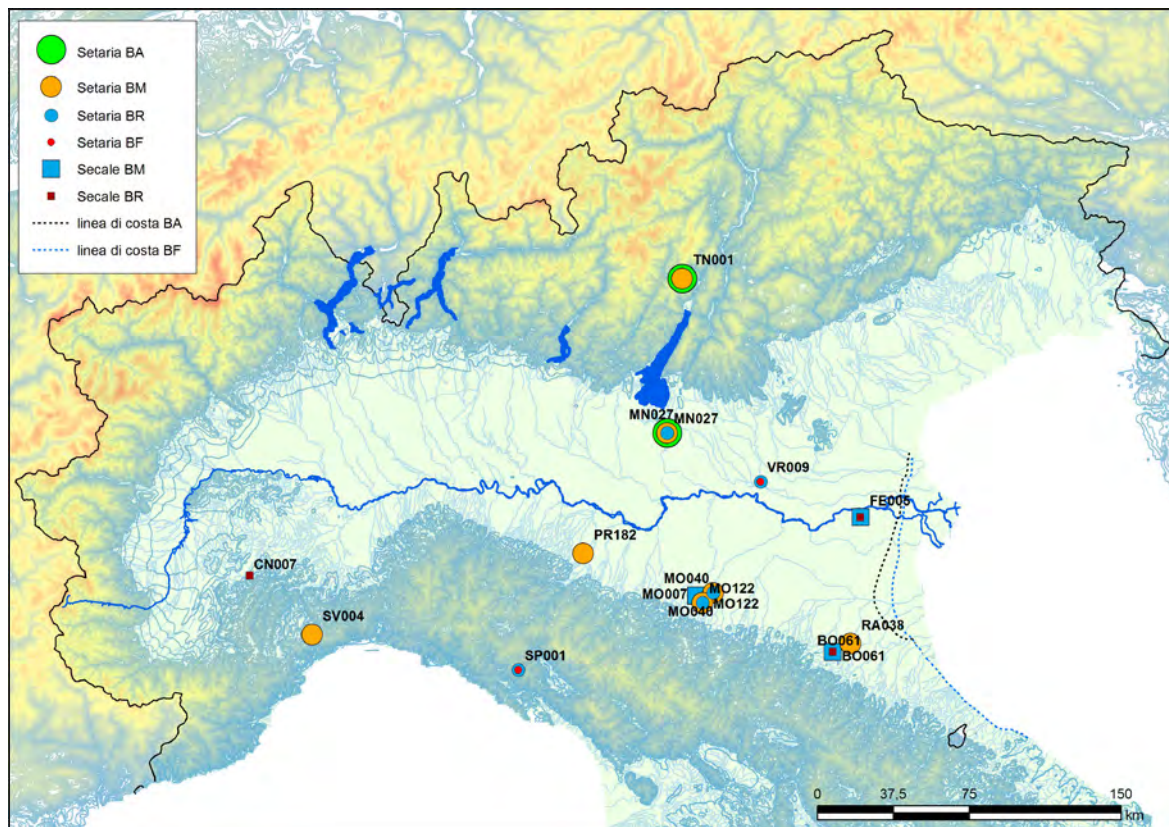 Setaria BA
Setaria BM
Setaria BR
Setaria BF
Secale BM
Secale BR
linea di costa BA
linea di costa BF
TN001
MN027 MN027
VR009
FE005
PR182
CN007
MO040
MO122
MO007
MO122
MO040
SV004
RA038
BO061
BO061
SP001
0 37,5 75 150
km